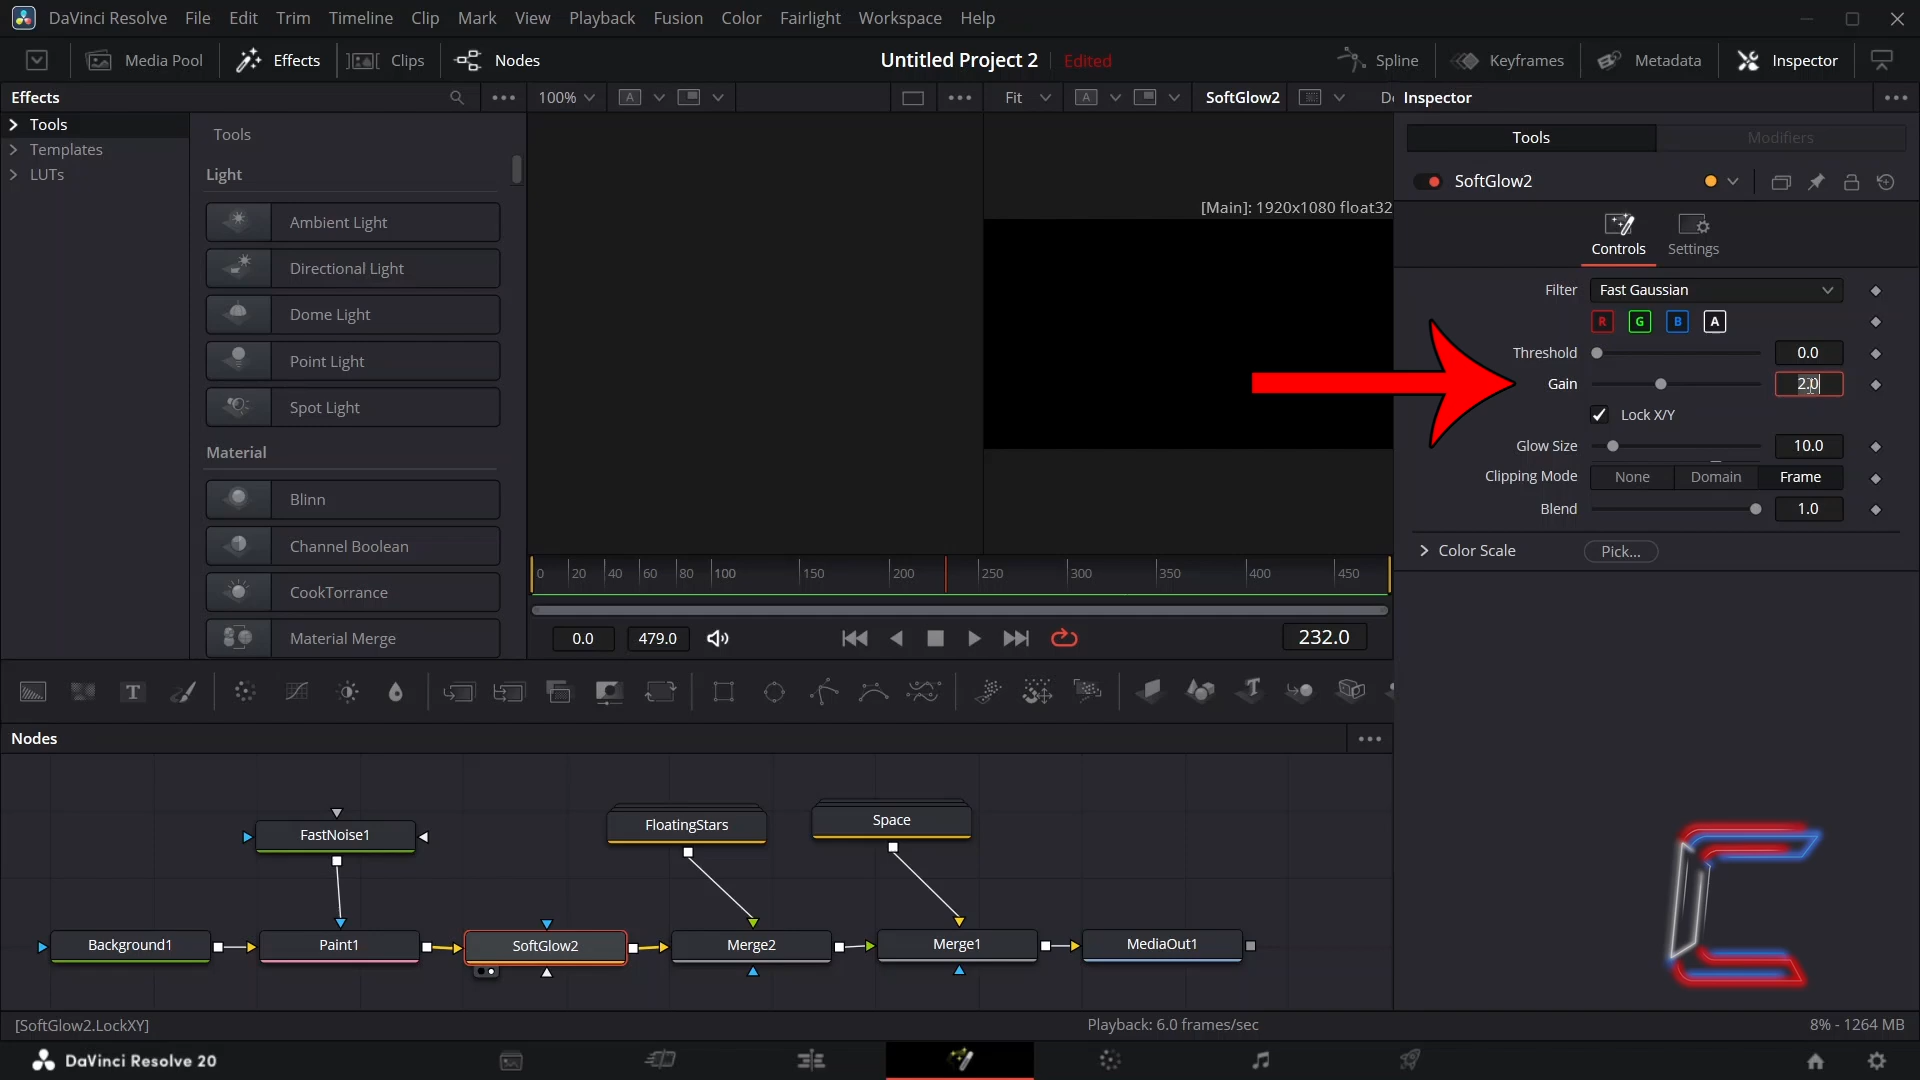 DaVinci Resolve File Edit Trim Timeline Clip Mark View Playback Fusion Color Fairlight Workspace Help
Media Pool Effects Clips Nodes Untitled Project 2 Edited Spline Keyframes Metadata Inspector
Effects 100% A Fit A SoftGlow2 Inspector
Tools
Templates
LUTs
Tools
Light
Ambient Light
Directional Light
Dome Light
Point Light
Spot Light
Material
Blinn
Channel Boolean
CookTorrance
Material Merge
[Main]: 1920x1080 float32
0 20 40 60 80 100 150 200 250 300 350 400 450
0.0 479.0 232.0
Tools Modifiers
SoftGlow2
Controls Settings
Filter Fast Gaussian
R G B A
Threshold 0.0
Gain 2.0
Lock X/Y
Glow Size 10.0
Clipping Mode None Domain Frame
Blend 1.0
Color Scale Pick...
T T
Nodes
FastNoise1 FloatingStars Space
Background1 Paint1 SoftGlow2 Merge2 Merge1 MediaOut1
[SoftGlow2.LockXY] Playback: 6.0 frames/sec 8% - 1264 MB
DaVinci Resolve 20